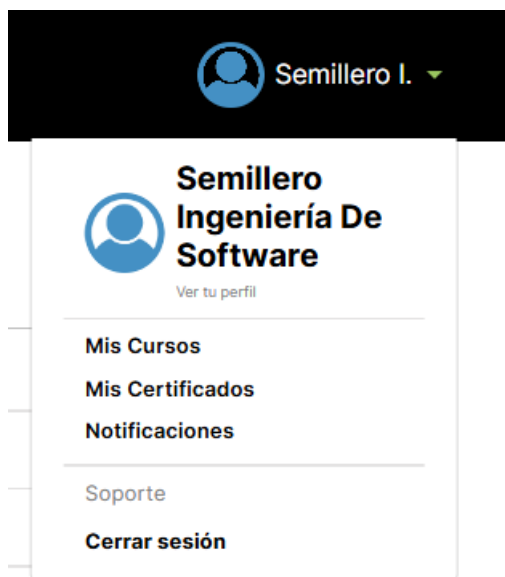 Semillero I.
Semillero
Ingeniería De
Software
Ver tu perfil
Mis Cursos
Mis Certificados
Notificaciones
Soporte
Cerrar sesión